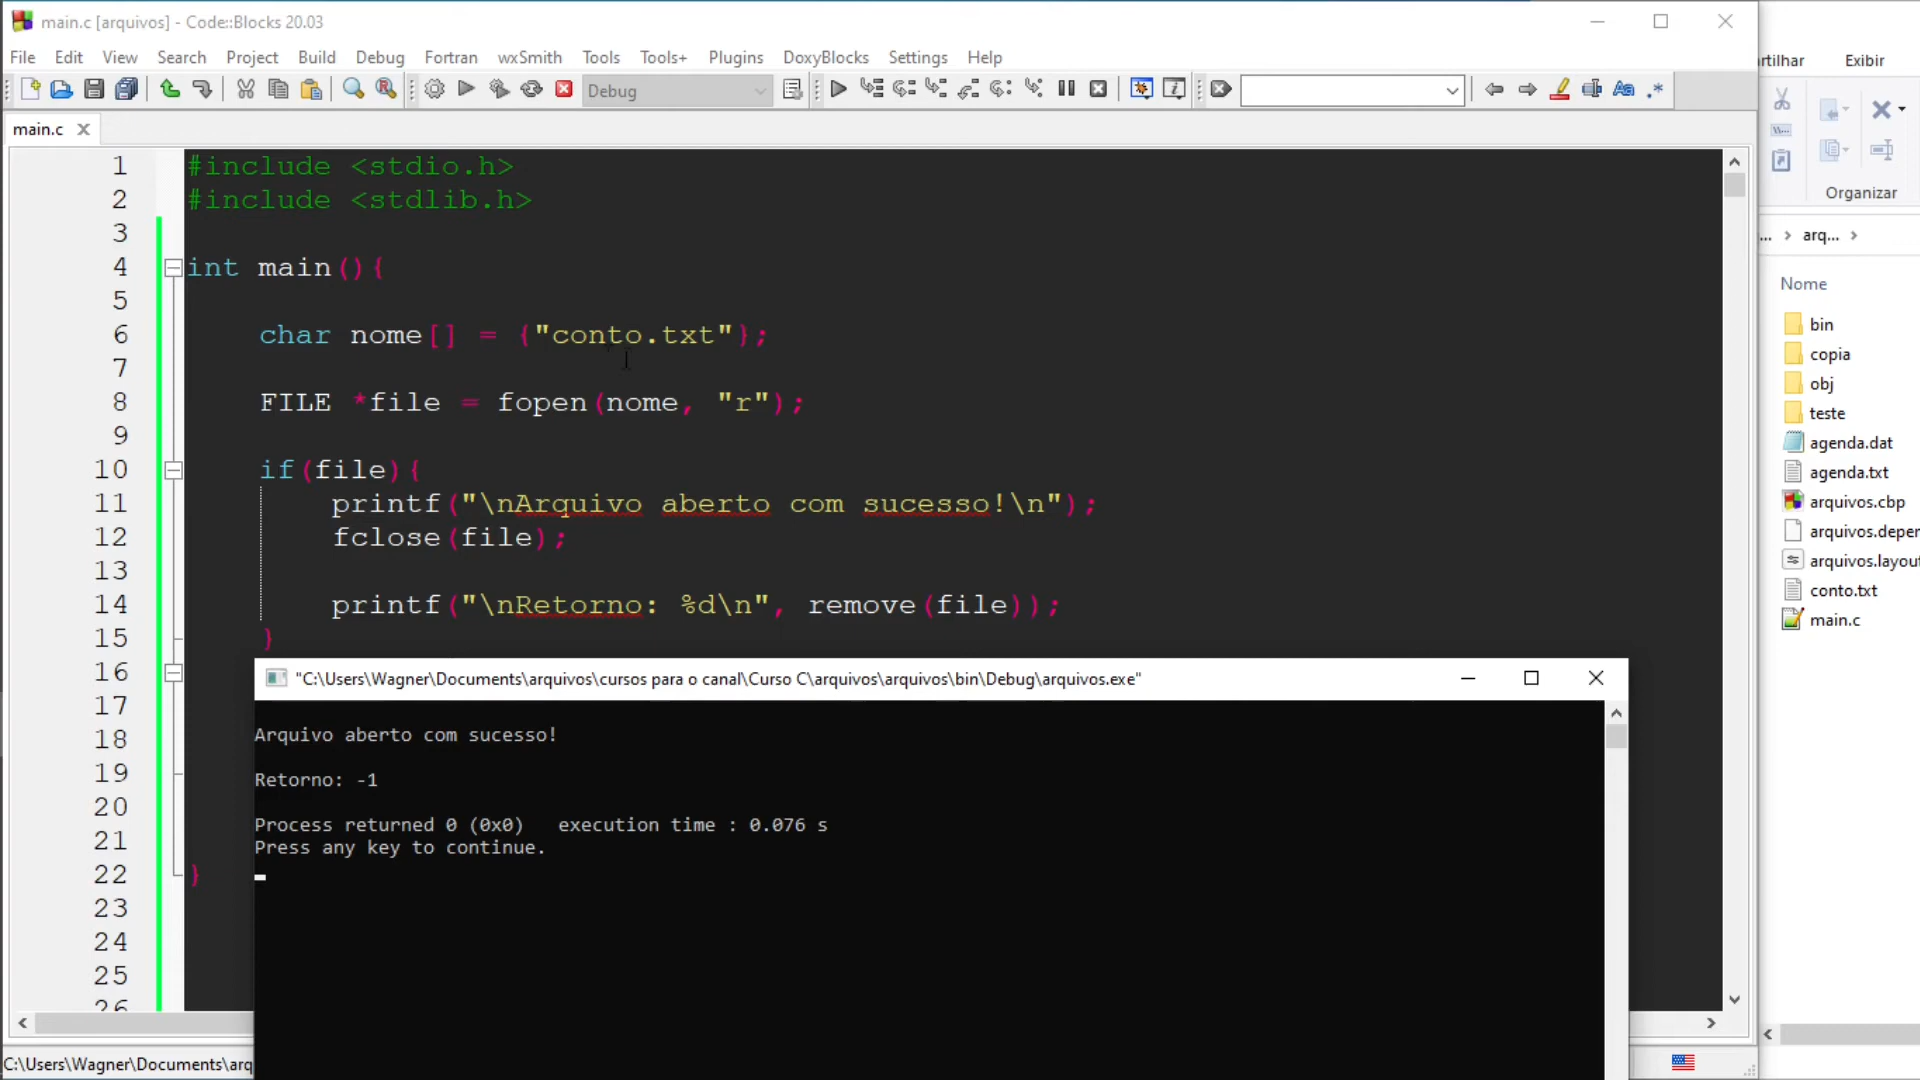 main.c [arquivos] - Code::Blocks 20.03
File Edit View Search Project Build Debug Fortran wxSmith Tools Tools+ Plugins DoxyBlocks Settings Help
Debug
main.c
1 #include <stdio.h>
2 #include <stdlib.h>
3
4 int main(){
5
6 char nome[] = {"conto.txt"};
7
8 FILE *file = fopen(nome, "r");
9
10 if(file){
11 printf("\nArquivo aberto com sucesso!\n");
12 fclose(file);
13
14 printf("\nRetorno: %d\n", remove(file));
15 }
16
17
18
19
20
21
22 }
23
24
25
26
"C:\Users\Wagner\Documents\arquivos\cursos para o canal\Curso C\arquivos\arquivos\bin\Debug\arquivos.exe"
Arquivo aberto com sucesso!
Retorno: -1
Process returned 0 (0x0) execution time : 0.076 s
Press any key to continue.
C:\Users\Wagner\Documents\arq
rtilhar Exibir
Organizar
... > arq... >
Nome
bin
copia
obj
teste
agenda.dat
agenda.txt
arquivos.cbp
arquivos.deper
arquivos.layout
conto.txt
main.c